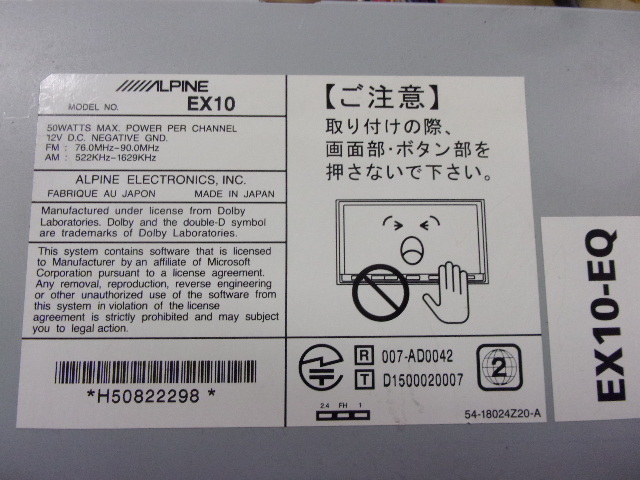 ALPINE
MODEL NO. EX10
50WATTS MAX. POWER PER CHANNEL
12V D.C. NEGATIVE GND.
FM : 76.0MHz-90.0MHz
AM : 522KHz-1629KHz
ALPINE ELECTRONICS, INC.
FABRIQUE AU JAPON MADE IN JAPAN
Manufactured under license from Dolby
Laboratories. Dolby and the double-D symbol
are trademarks of Dolby Laboratories.
This system contains software that is licensed
to Manufacturer by an affiliate of Microsoft
Corporation pursuant to a license agreement.
Any removal, reproduction, reverse engineering
or other unauthorized use of the software from
this system in violation of the license
agreement is strictly prohibited and may subject
you to legal action.
*H50822298 *
【ご注意】
取り付けの際、
画面部・ボタン部を
押さないで下さい。
R 007-AD0042
T D1500020007
2
2.4 FH 1
54-18024Z20-A
EX10-EQ